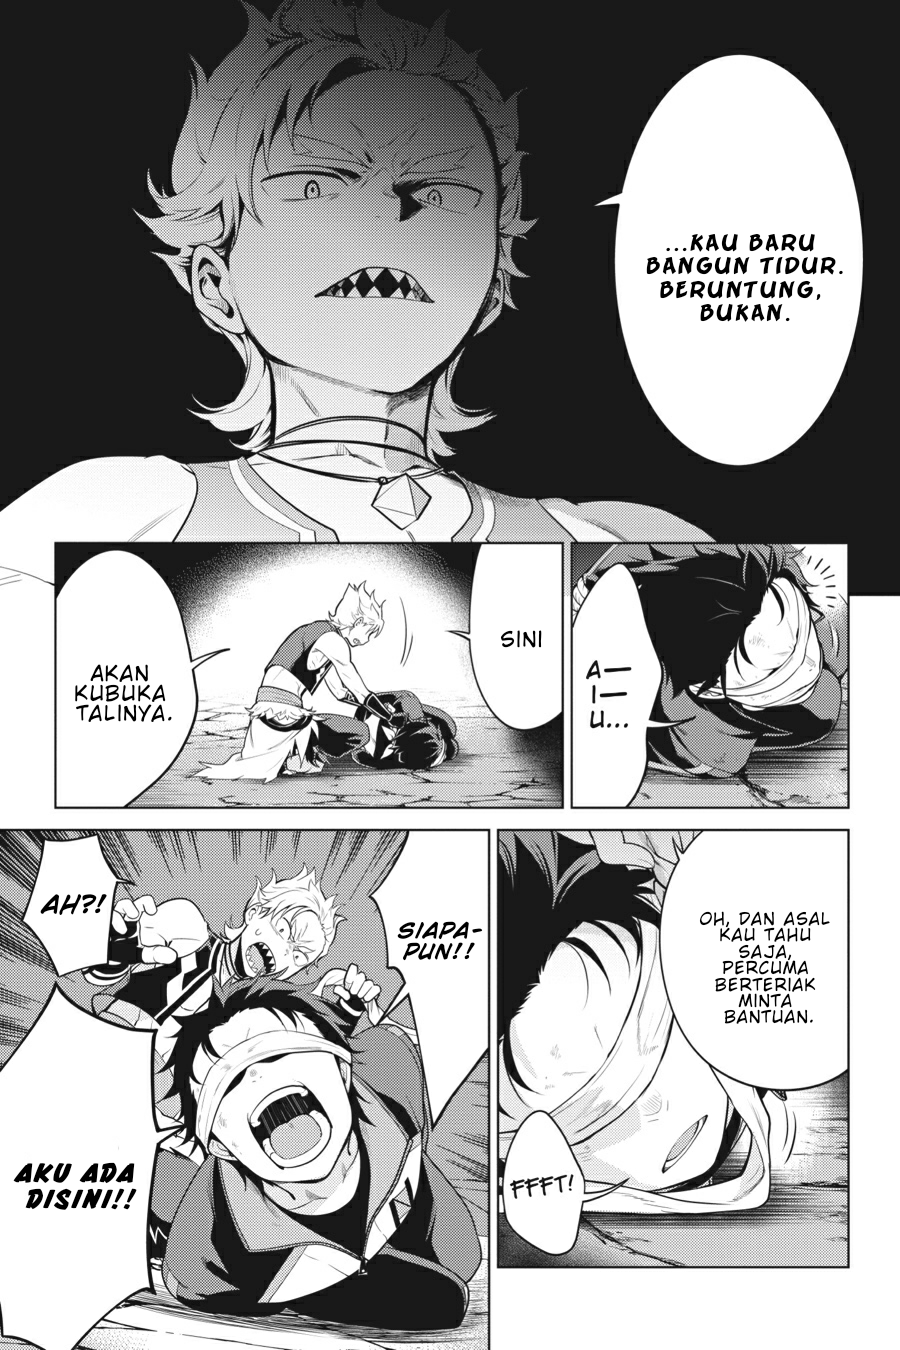 ...KAU BARU
BANGUN TIDUR.
BERUNTUNG,
BUKAN.
A—
I—
U...
SINI
AKAN
KUBUKA
TALINYA.
OH, DAN ASAL
KAU TAHU
SAJA,
PERCUMA
BERTERIAK
MINTA
BANTUAN.
FFFT!
SIAPA-
PUN!!
AH?!
AKU ADA
DISINI!!